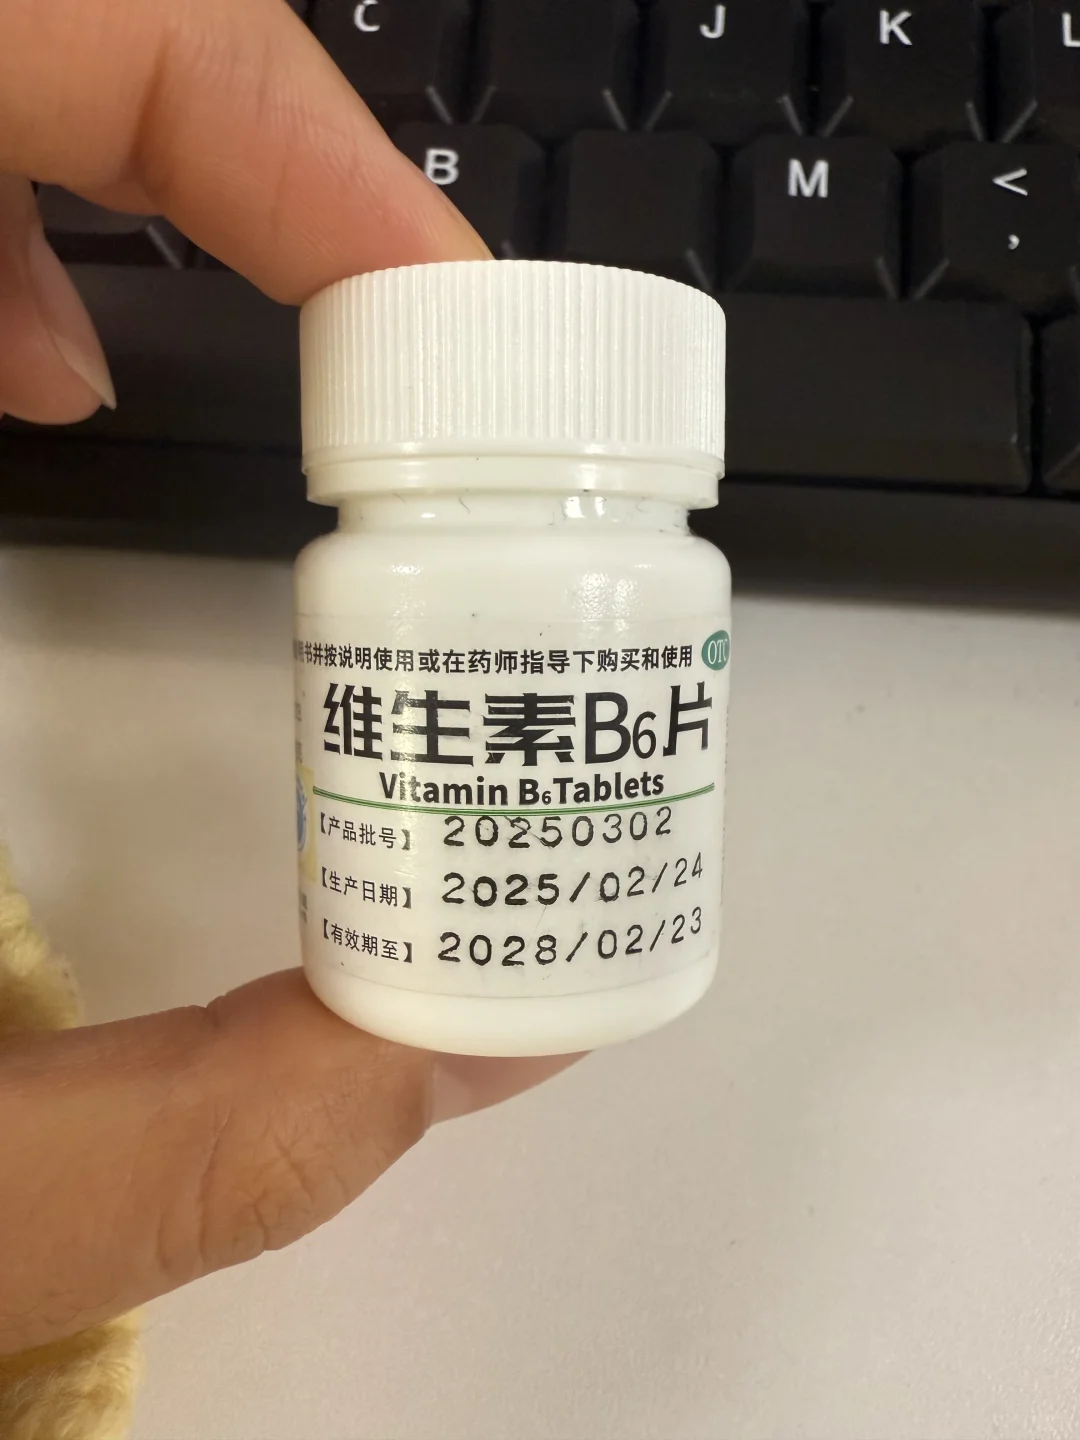 C
J
K
L
B
M
<
,
书并按说明使用或在药师指导下购买和使用
OTC
维生素B₆片
Vitamin B₆Tablets
【产品批号】 20250302
【生产日期】 2025/02/24
【有效期至】 2028/02/23